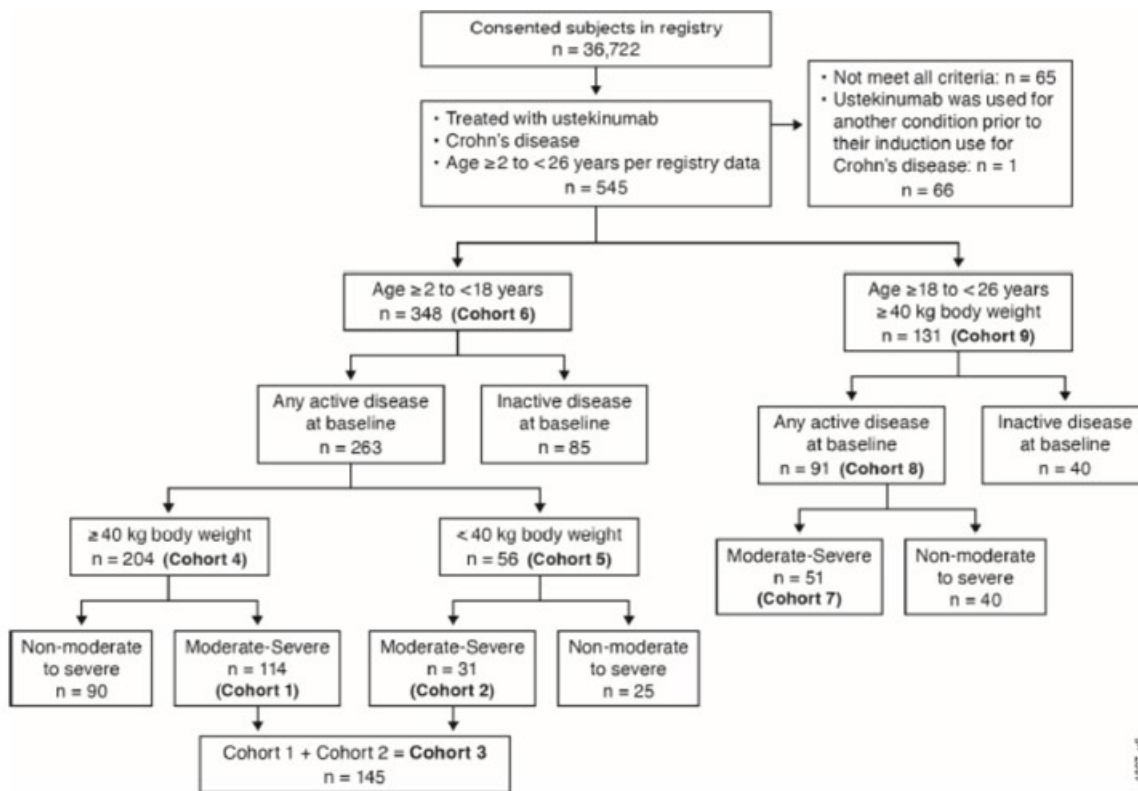 Consented subjects in registry
n = 36,722
• Treated with ustekinumab
• Crohn's disease
• Age ≥2 to <26 years per registry data
n = 545
• Not meet all criteria: n = 65
• Ustekinumab was used for
another condition prior to
their induction use for
Crohn's disease: n = 1
n = 66
Age ≥2 to <18 years
n = 348 (Cohort 6)
Age ≥18 to <26 years
≥40 kg body weight
n = 131 (Cohort 9)
Any active disease
at baseline
n = 263
Inactive disease
at baseline
n = 85
Any active disease
at baseline
n = 91 (Cohort 8)
Inactive disease
at baseline
n = 40
≥40 kg body weight
n = 204 (Cohort 4)
<40 kg body weight
n = 56 (Cohort 5)
Moderate-Severe
n = 51
(Cohort 7)
Non-moderate
to severe
n = 40
Non-moderate
to severe
n = 90
Moderate-Severe
n = 114
(Cohort 1)
Moderate-Severe
n = 31
(Cohort 2)
Non-moderate
to severe
n = 25
Cohort 1 + Cohort 2 = Cohort 3
n = 145